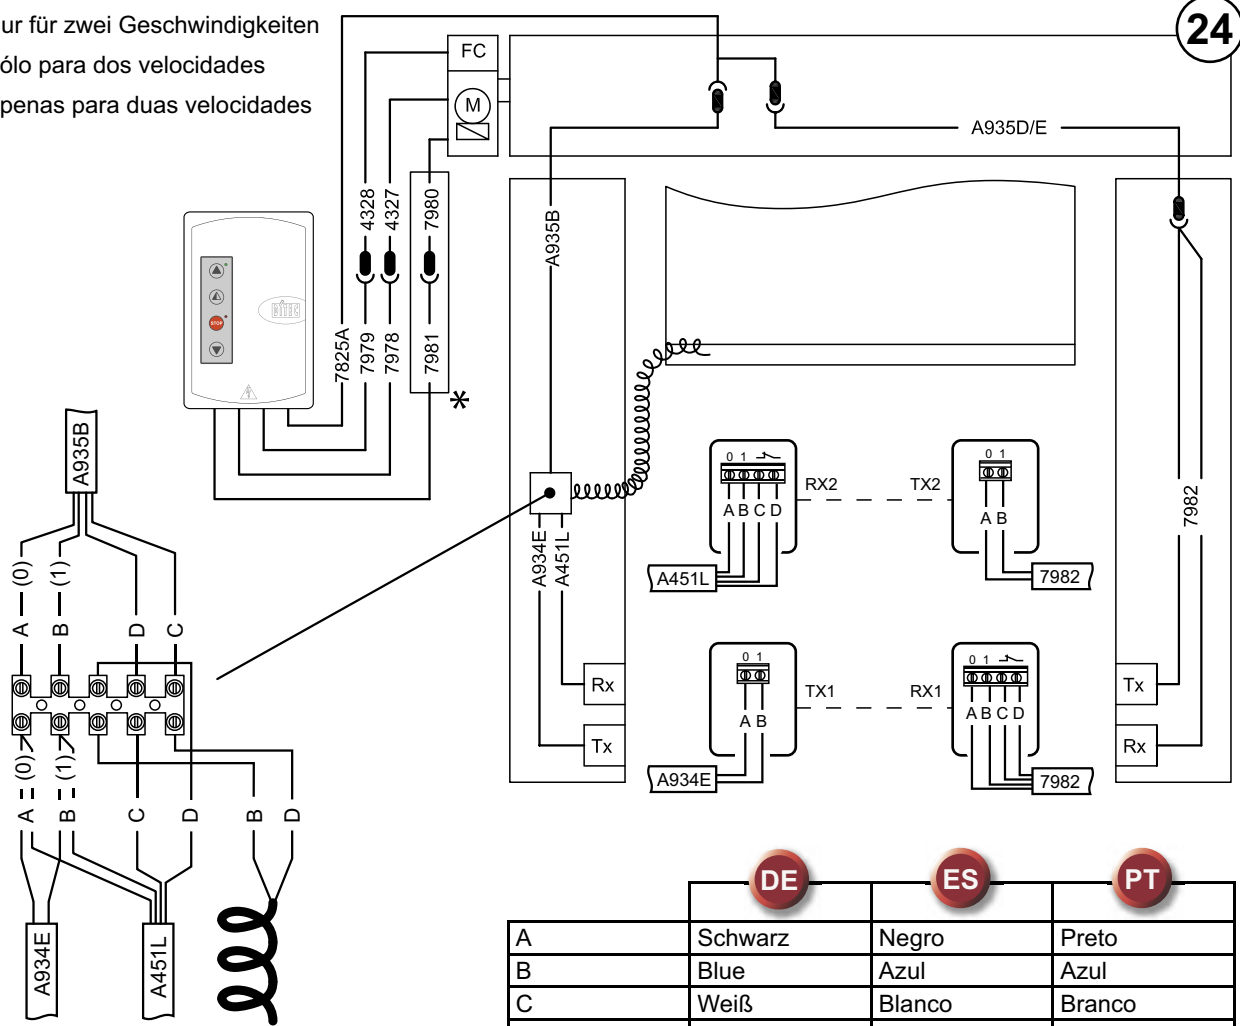 ur für zwei Geschwindigkeiten
ólo para dos velocidades
penas para duas velocidades
24
FC
M
A935D/E
4328
4327
7980
A935B
7825A
7979
7978
7981
*
STOP
DITEC
A935B
A (0)
B (1)
D
C
A934E
A451L
7982
0 1
RX2
A B C D
A451L
0 1
TX2
A B
7982
0 1
TX1
A B
A934E
0 1
RX1
A B C D
7982
Rx
Tx
Tx
Rx
A (0)
B (1)
C
D
B
D
A934E
A451L
DE ES PT
A Schwarz Negro Preto
B Blue Azul Azul
C Weiß Blanco Branco